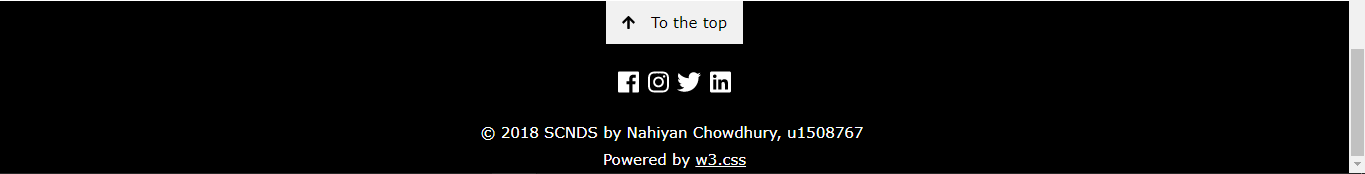 To the top
© 2018 SCNDS by Nahiyan Chowdhury, u1508767
Powered by w3.css